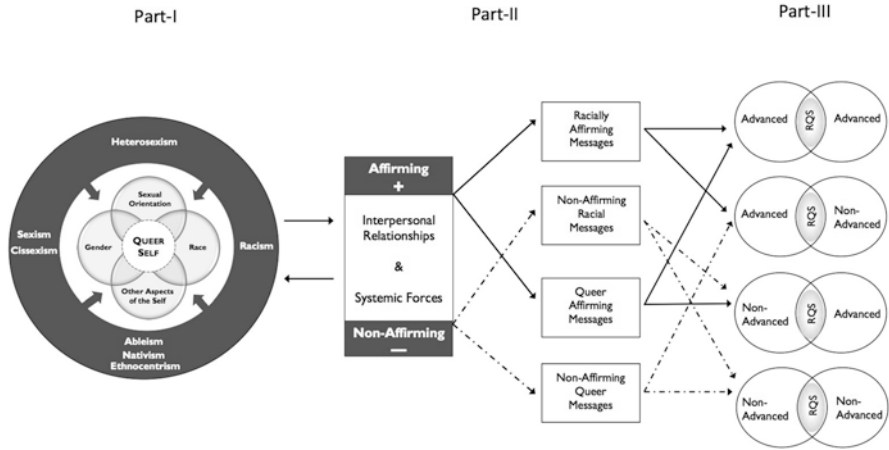 Part-I
Part-II
Part-III
Heterosexism
Sexual
Orientation
Sexism
Cissexism
Gender
QUEER
SELF
Race
Racism
Other Aspects
of the Self
Ableism
Nativism
Ethnocentrism
Affirming
+
Interpersonal
Relationships
&
Systemic Forces
Non-Affirming
—
Racially
Affirming
Messages
Non-Affirming
Racial
Messages
Queer
Affirming
Messages
Non-Affirming
Queer
Messages
Advanced
RQS
Advanced
Advanced
RQS
Non-
Advanced
Non-
Advanced
RQS
Advanced
Non-
Advanced
RQS
Non-
Advanced